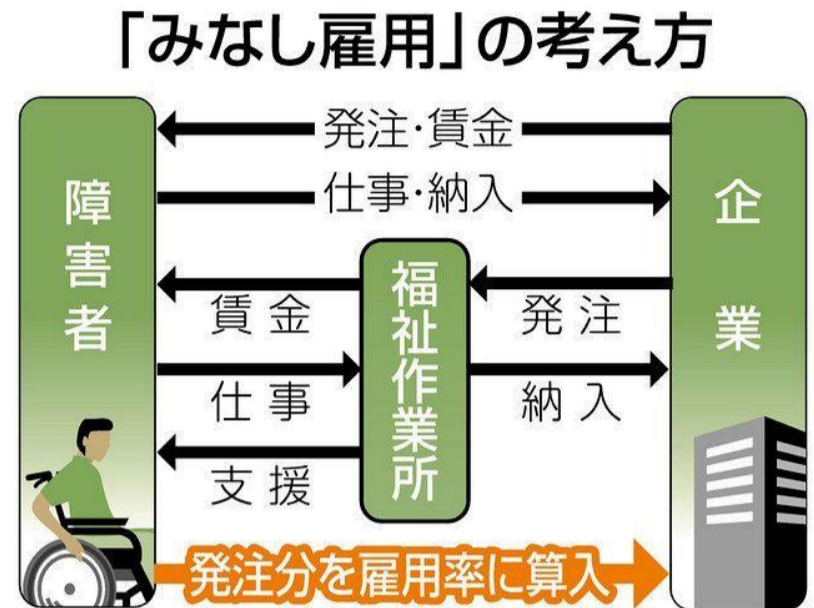 「みなし雇用」の考え方
発注・賃金
仕事・納入
障害者
企業
福祉作業所
賃金
発注
仕事
納入
支援
発注分を雇用率に算入